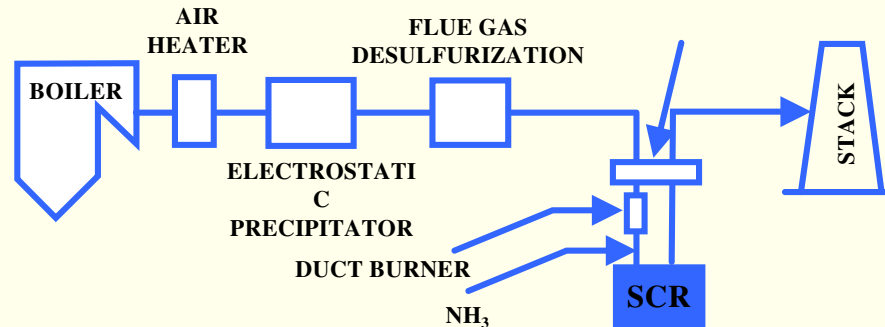 AIR
HEATER
FLUE GAS
DESULFURIZATION
BOILER
STACK
ELECTROSTATI
C
PRECIPITATOR
DUCT BURNER
NH₃
SCR